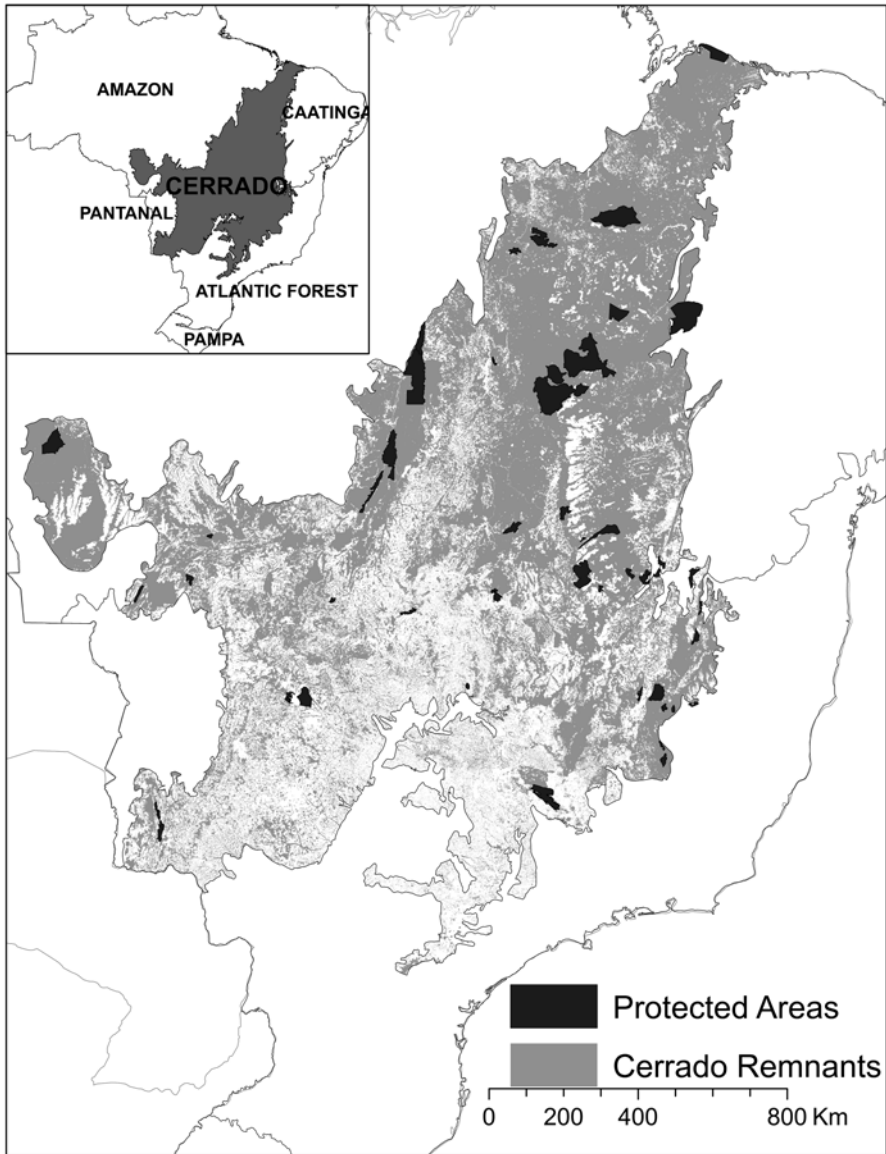 AMAZON
CAATINGA
CERRADO
PANTANAL
ATLANTIC FOREST
PAMPA
Protected Areas
Cerrado Remnants
0 200 400 800 Km